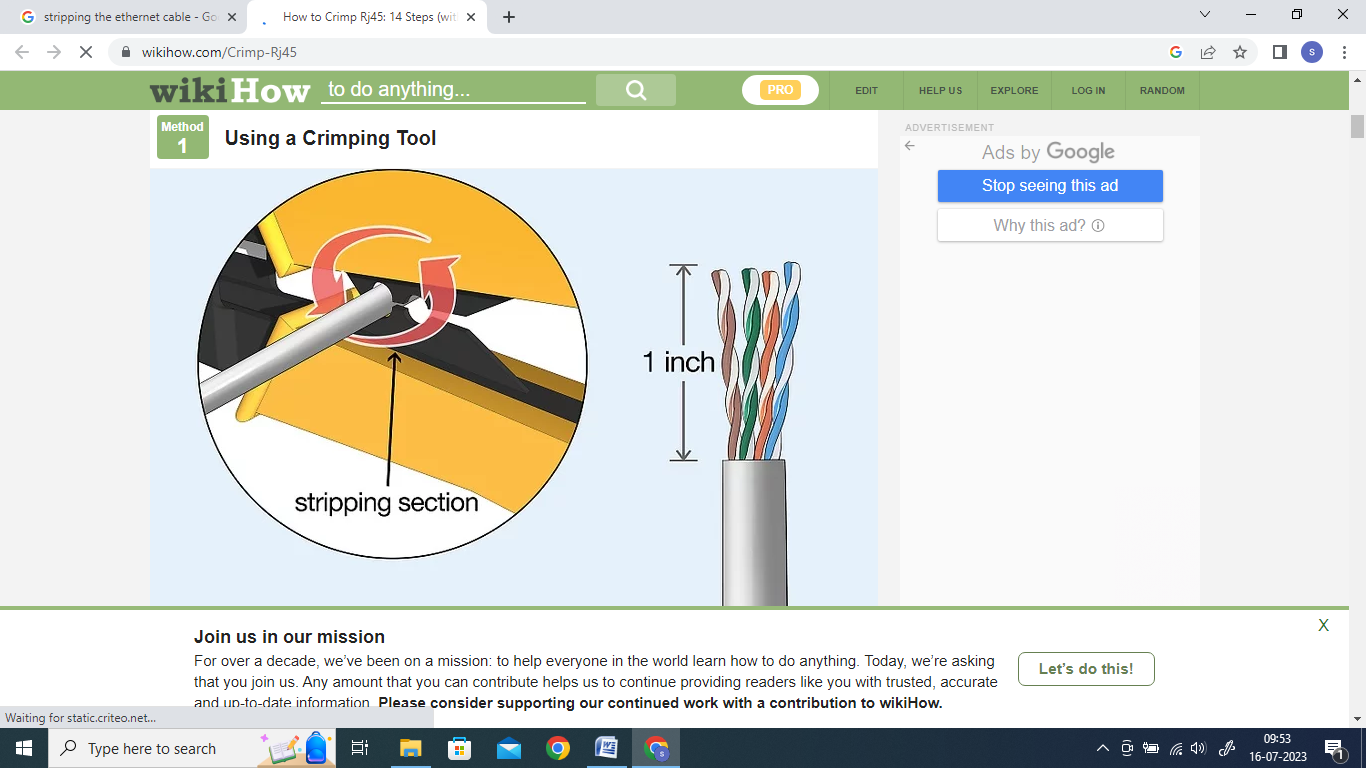 stripping the ethernet cable - Go
How to Crimp Rj45: 14 Steps (wit
wikihow.com/Crimp-Rj45
S
wikiHow
to do anything...
PRO
EDIT
HELP US
EXPLORE
LOG IN
RANDOM
Method
1
Using a Crimping Tool
ADVERTISEMENT
Ads by Google
Stop seeing this ad
Why this ad?
1 inch
stripping section
X
Join us in our mission
For over a decade, we've been on a mission: to help everyone in the world learn how to do anything. Today, we're asking
that you join us. Any amount that you can contribute helps us to continue providing readers like you with trusted, accurate
and up-to-date information. Please consider supporting our continued work with a contribution to wikiHow.
Let's do this!
Waiting for static.criteo.net...
Type here to search
W
S
09:53
16-07-2023
1